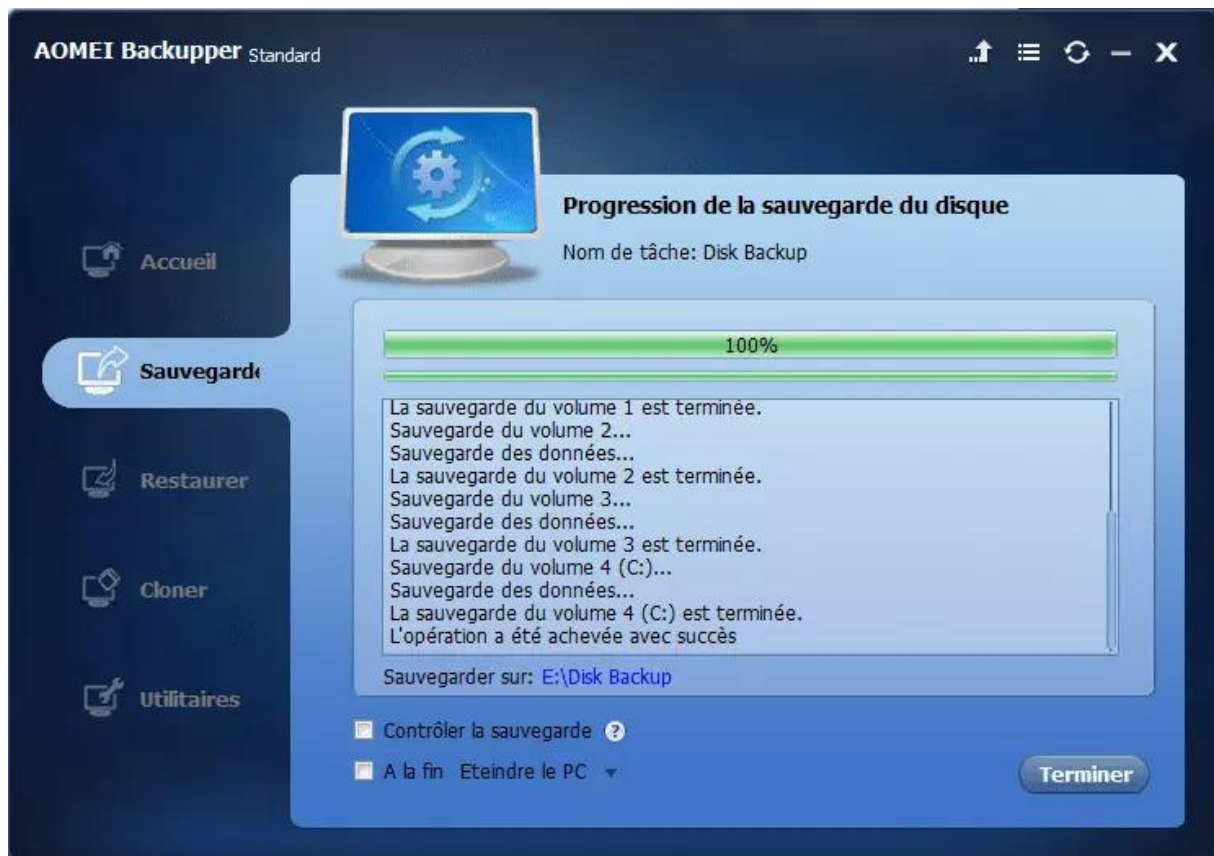 AOMEI Backupper Standard
Progression de la sauvegarde du disque
Nom de tâche: Disk Backup
Accueil
Sauvegarde
Restaurer
Cloner
Utilitaires
100%
La sauvegarde du volume 1 est terminée.
Sauvegarde du volume 2...
Sauvegarde des données...
La sauvegarde du volume 2 est terminée.
Sauvegarde du volume 3...
Sauvegarde des données...
La sauvegarde du volume 3 est terminée.
Sauvegarde du volume 4 (C:)...
Sauvegarde des données...
La sauvegarde du volume 4 (C:) est terminée.
L'opération a été achevée avec succès
Sauvegarder sur: E:\Disk Backup
Contrôler la sauvegarde ?
A la fin Eteindre le PC
Terminer